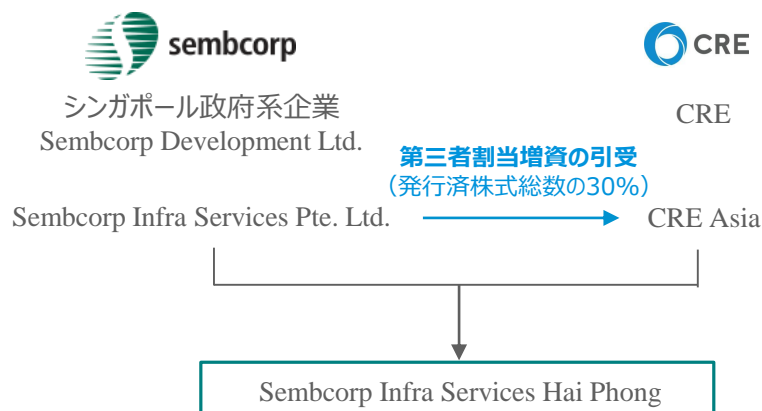 sembcorp
CRE
シンガポール政府系企業
Sembcorp Development Ltd.
CRE
第三者割当増資の引受
（発行済株式総数の30%）
Sembcorp Infra Services Pte. Ltd.
CRE Asia
Sembcorp Infra Services Hai Phong